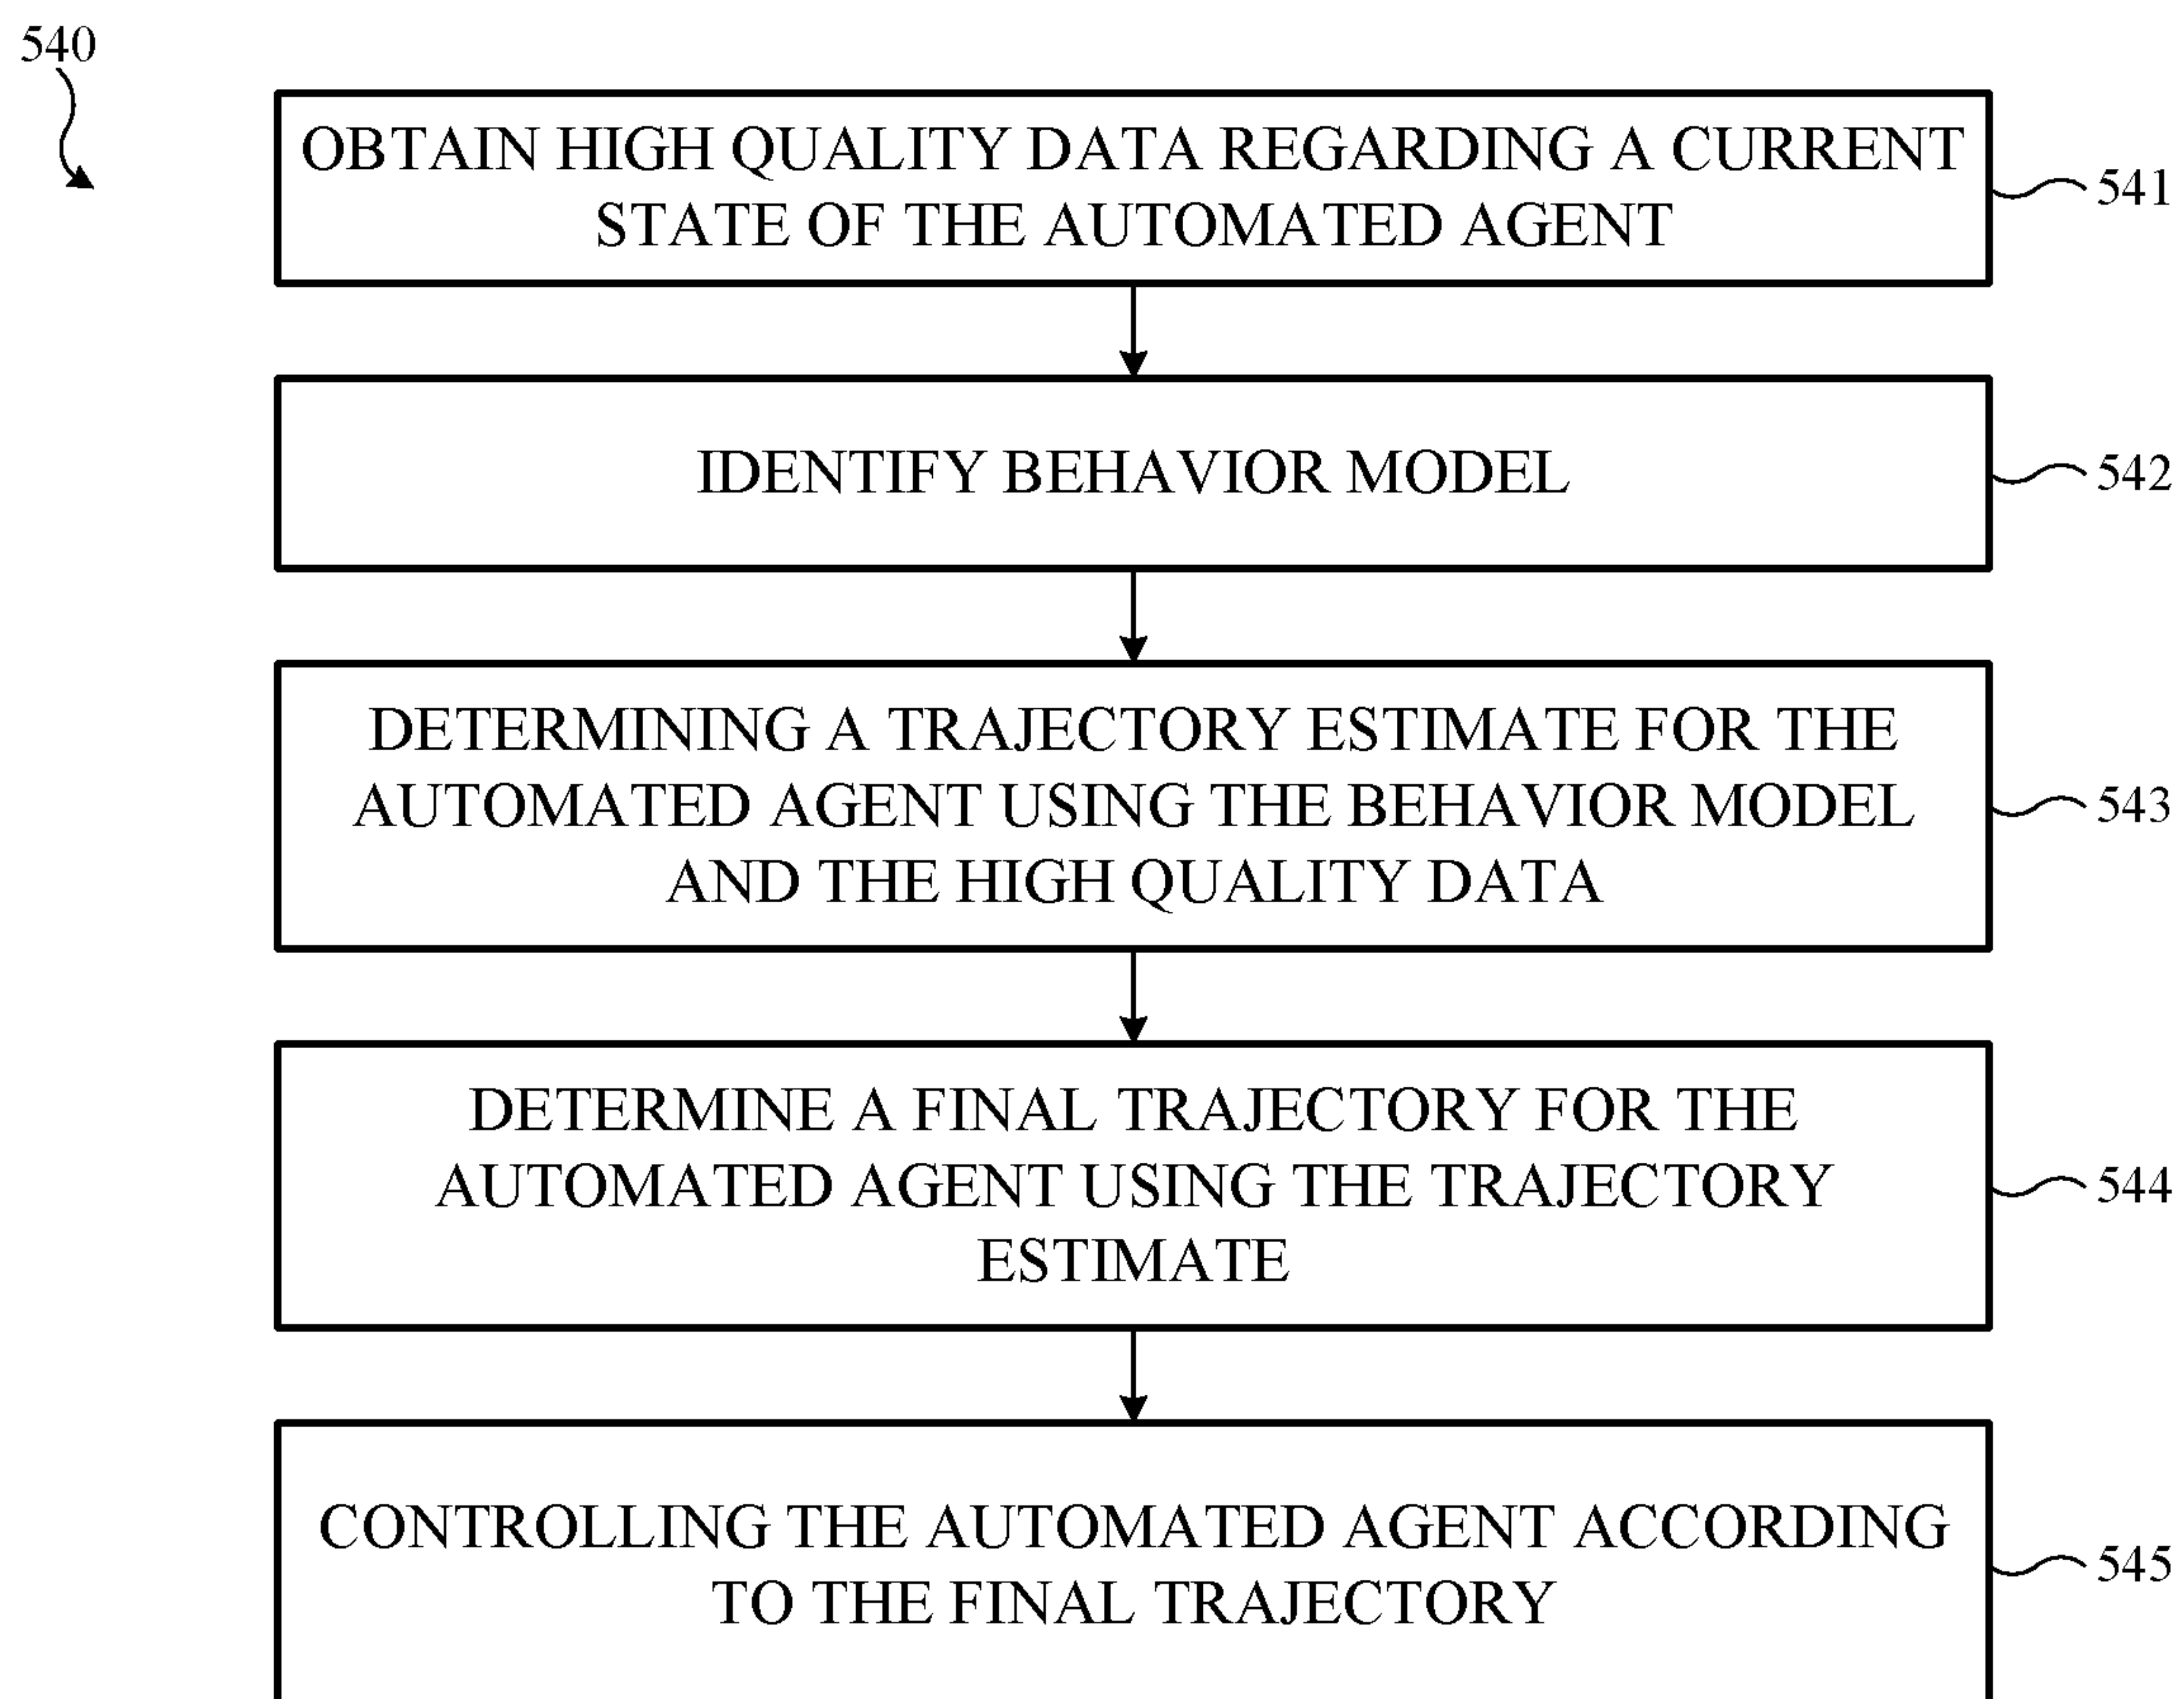 540
OBTAIN HIGH QUALITY DATA REGARDING A CURRENT
STATE OF THE AUTOMATED AGENT
541
IDENTIFY BEHAVIOR MODEL
542
DETERMINING A TRAJECTORY ESTIMATE FOR THE
AUTOMATED AGENT USING THE BEHAVIOR MODEL
AND THE HIGH QUALITY DATA
543
DETERMINE A FINAL TRAJECTORY FOR THE
AUTOMATED AGENT USING THE TRAJECTORY
ESTIMATE
544
CONTROLLING THE AUTOMATED AGENT ACCORDING
TO THE FINAL TRAJECTORY
545